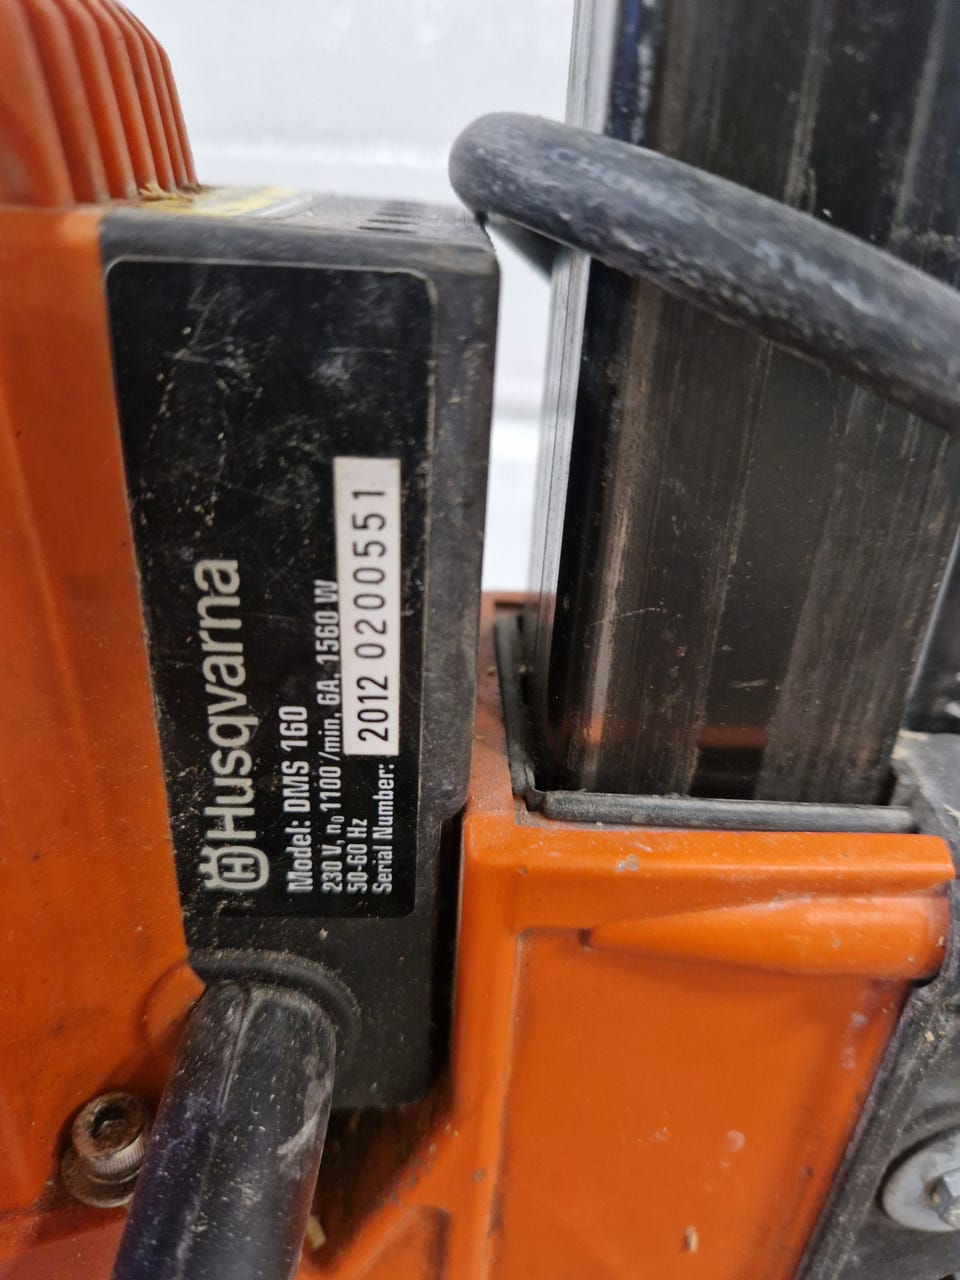 Husqvarna
Model: DMS 160
230 V, n0 1100 /min, 6A, 1560 W
50-60 Hz
Serial Number: 2012 0200551